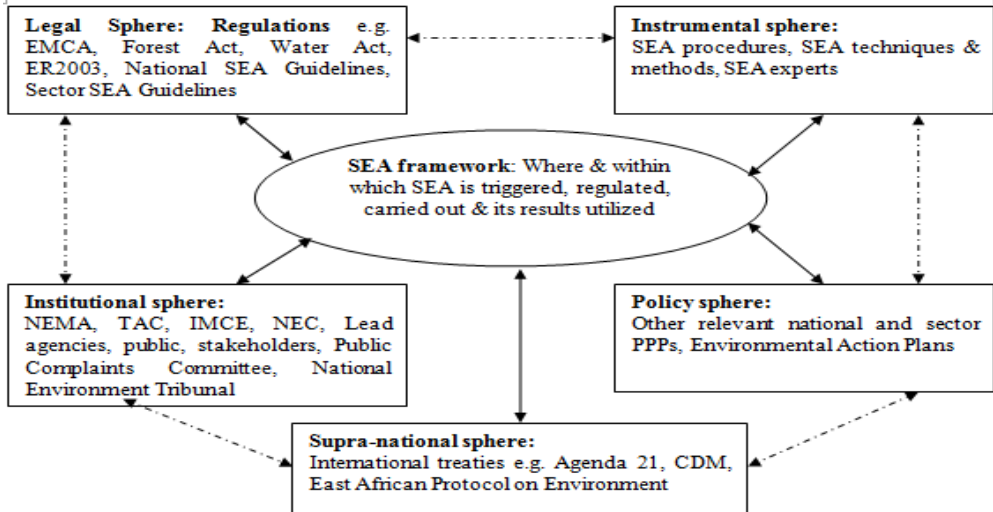 Legal Sphere: Regulations e.g.
EMCA, Forest Act, Water Act,
ER2003, National SEA Guidelines,
Sector SEA Guidelines
Instrumental sphere:
SEA procedures, SEA techniques &
methods, SEA experts
SEA framework: Where & within
which SEA is triggered, regulated,
carried out & its results utilized
Institutional sphere:
NEMA, TAC, IMCE, NEC, Lead
agencies, public, stakeholders, Public
Complaints Committee, National
Environment Tribunal
Policy sphere:
Other relevant national and sector
PPPs, Environmental Action Plans
Supra-national sphere:
International treaties e.g. Agenda 21, CDM,
East African Protocol on Environment